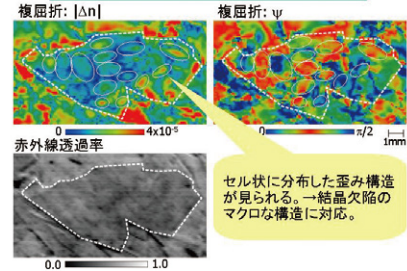 複屈折: |Δn|
複屈折: ψ
0
4x10⁻⁵
0
π/2
1mm
赤外線透過率
セル状に分布した歪み構造
が見られる。→結晶欠陥の
マクロな構造に対応。
0.0
1.0